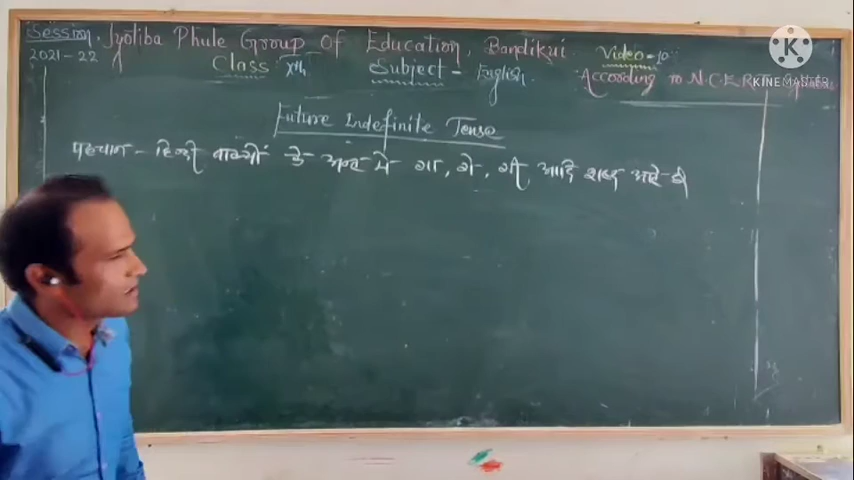 Session. Jyotiba Phule Group Of Education, Bandikui. Video-10
2021-22 Class Xth Subject- English. According to N.C.E.R.T
KINEMASTER
Future Indefinite Tense
पहचान - हिन्दी वाक्यों के अन्त में गा, गे, गी, आदि शब्द आते है